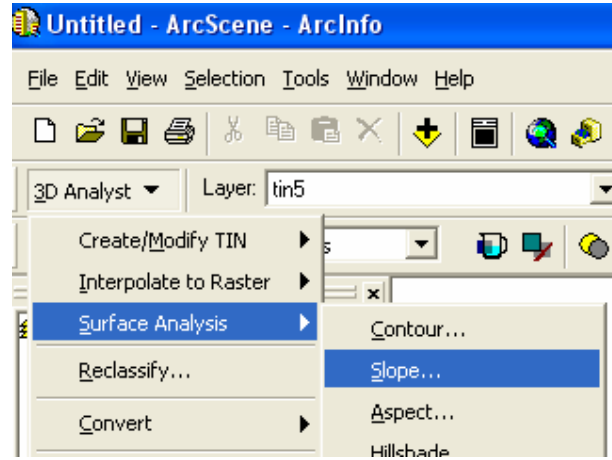 Untitled - ArcScene - ArcInfo
File Edit View Selection Tools Window Help
3D Analyst Layer: tin5
Create/Modify TIN
s
Interpolate to Raster
Surface Analysis
Contour...
Reclassify...
Slope...
Convert
Aspect...
Hillshade